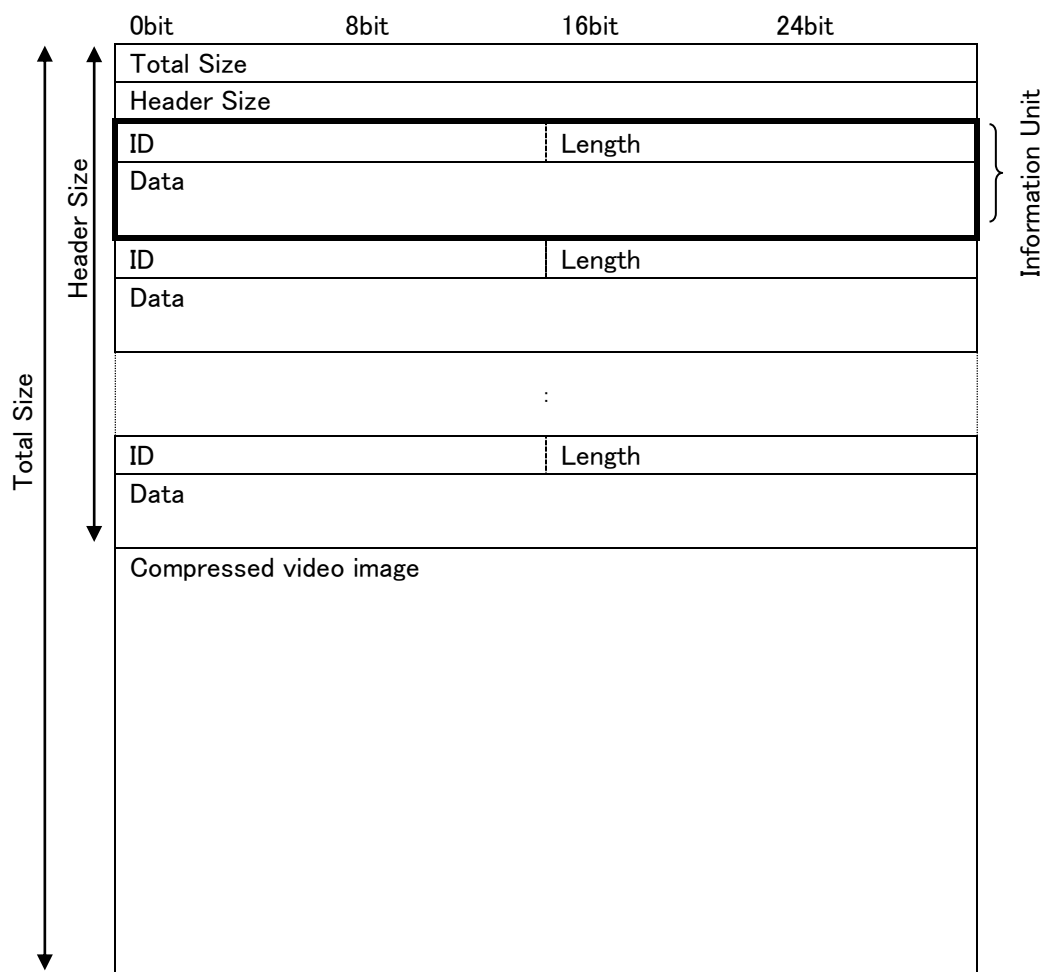 0bit 8bit 16bit 24bit
Total Size
Header Size
ID Length
Data
ID Length
Data
:
ID Length
Data
Compressed video image
Total Size
Header Size
Information Unit